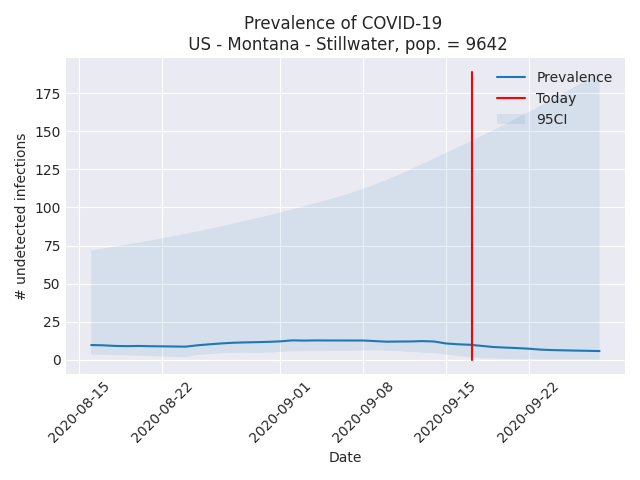 Prevalence of COVID-19
US - Montana - Stillwater, pop. = 9642
Prevalence
Today
95CI
# undetected infections
175
150
125
100
75
50
25
0
2020-08-15
2020-08-22
2020-09-01
2020-09-08
2020-09-15
2020-09-22
Date